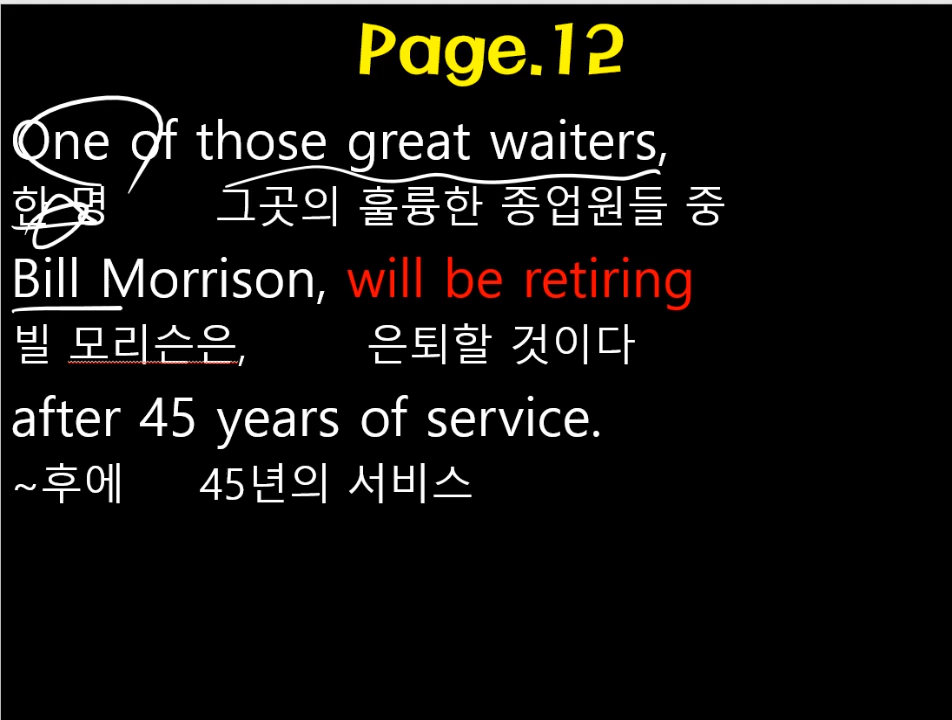 Page.12
One of those great waiters,
한 명 그곳의 훌륭한 종업원들 중
Bill Morrison, will be retiring
빌 모리슨은, 은퇴할 것이다
after 45 years of service.
~후에 45년의 서비스